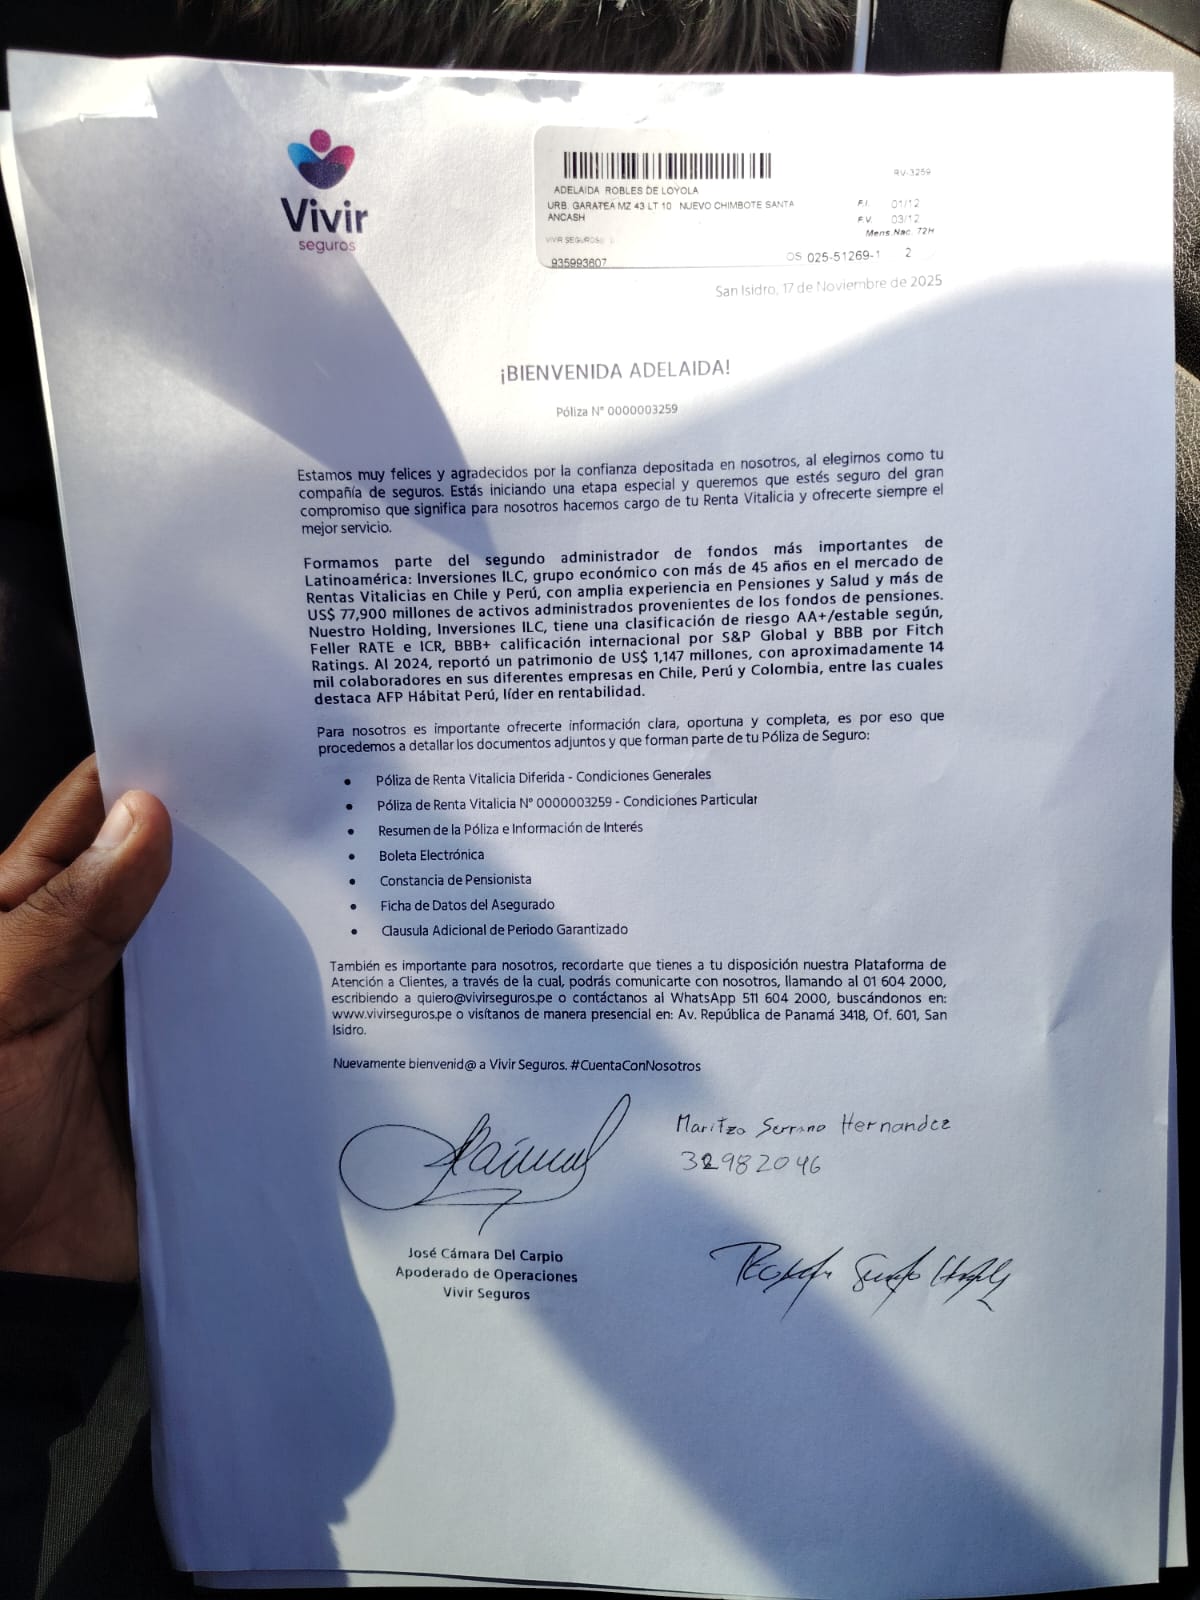 Vivir
seguros
RV-3259
ADELAIDA ROBLES DE LOYOLA
URB. GARATEA MZ 43 LT 10 NUEVO CHIMBOTE SANTA
ANCASH
F.I. 01/12
F.V. 03/12
Mens.Nac. 72H
VIVIR SEGUROS
935993607
OS 025-51269-1 2
San Isidro, 17 de Noviembre de 2025
¡BIENVENIDA ADELAIDA!
Póliza N° 0000003259
Estamos muy felices y agradecidos por la confianza depositada en nosotros, al elegirnos como tu
compañía de seguros. Estás iniciando una etapa especial y queremos que estés seguro del gran
compromiso que significa para nosotros hacernos cargo de tu Renta Vitalicia y ofrecerte siempre el
mejor servicio.
Formamos parte del segundo administrador de fondos más importantes de
Latinoamérica: Inversiones ILC, grupo económico con más de 45 años en el mercado de
Rentas Vitalicias en Chile y Perú, con amplia experiencia en Pensiones y Salud y más de
US$ 77,900 millones de activos administrados provenientes de los fondos de pensiones.
Nuestro Holding, Inversiones ILC, tiene una clasificación de riesgo AA+/estable según,
Feller RATE e ICR, BBB+ calificación internacional por S&P Global y BBB por Fitch
Ratings. Al 2024, reportó un patrimonio de US$ 1,147 millones, con aproximadamente 14
mil colaboradores en sus diferentes empresas en Chile, Perú y Colombia, entre las cuales
destaca AFP Hábitat Perú, líder en rentabilidad.
Para nosotros es importante ofrecerte información clara, oportuna y completa, es por eso que
procedemos a detallar los documentos adjuntos y que forman parte de tu Póliza de Seguro:
• Póliza de Renta Vitalicia Diferida - Condiciones Generales
• Póliza de Renta Vitalicia N° 0000003259 - Condiciones Particular
• Resumen de la Póliza e Información de Interés
• Boleta Electrónica
• Constancia de Pensionista
• Ficha de Datos del Asegurado
• Clausula Adicional de Periodo Garantizado
También es importante para nosotros, recordarte que tienes a tu disposición nuestra Plataforma de
Atención a Clientes, a través de la cual, podrás comunicarte con nosotros, llamando al 01 604 2000,
escribiendo a quiero@vivirseguros.pe o contáctanos al WhatsApp 511 604 2000, buscándonos en:
www.vivirseguros.pe o visítanos de manera presencial en: Av. República de Panamá 3418, Of. 601, San
Isidro.
Nuevamente bienvenid@ a Vivir Seguros. #CuentaConNosotros
Maritza Serrano Hernandez
32982046
José Cámara Del Carpio
Apoderado de Operaciones
Vivir Seguros